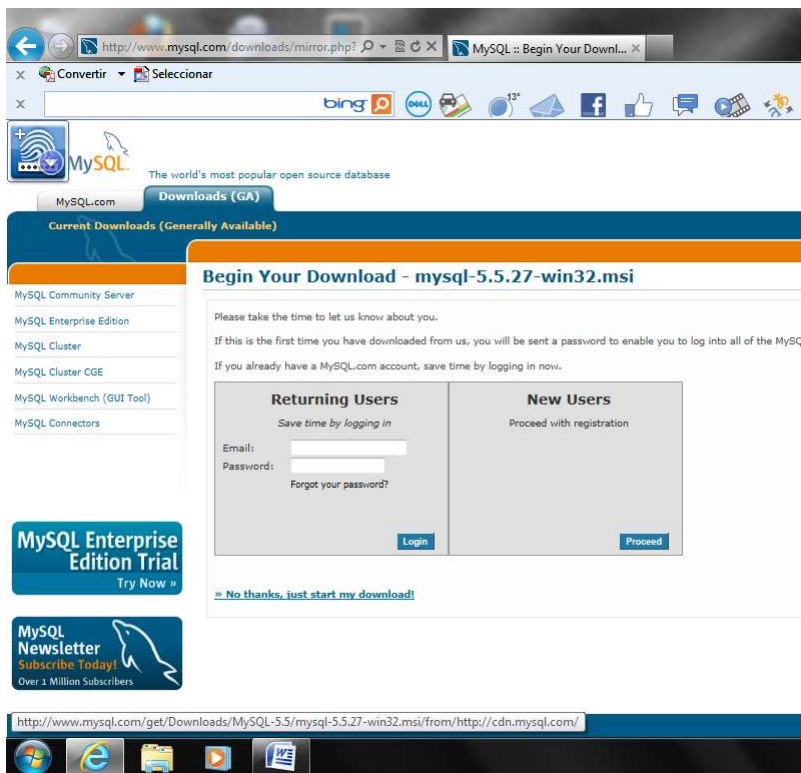 http://www.mysql.com/downloads/mirror.php?
MySQL :: Begin Your Downl...
x Convertir Seleccionar
x bing DELL 13°
MySQL.
The world's most popular open source database
MySQL.com
Downloads (GA)
Current Downloads (Generally Available)
Begin Your Download - mysql-5.5.27-win32.msi
MySQL Community Server
MySQL Enterprise Edition
MySQL Cluster
MySQL Cluster CGE
MySQL Workbench (GUI Tool)
MySQL Connectors
Please take the time to let us know about you.
If this is the first time you have downloaded from us, you will be sent a password to enable you to log into all of the MySQ
If you already have a MySQL.com account, save time by logging in now.
Returning Users
Save time by logging in
Email:
Password:
Forgot your password?
Login
New Users
Proceed with registration
Proceed
» No thanks, just start my download!
MySQL Enterprise
Edition Trial
Try Now »
MySQL
Newsletter
Subscribe Today!
Over 1 Million Subscribers
http://www.mysql.com/get/Downloads/MySQL-5.5/mysql-5.5.27-win32.msi/from/http://cdn.mysql.com/